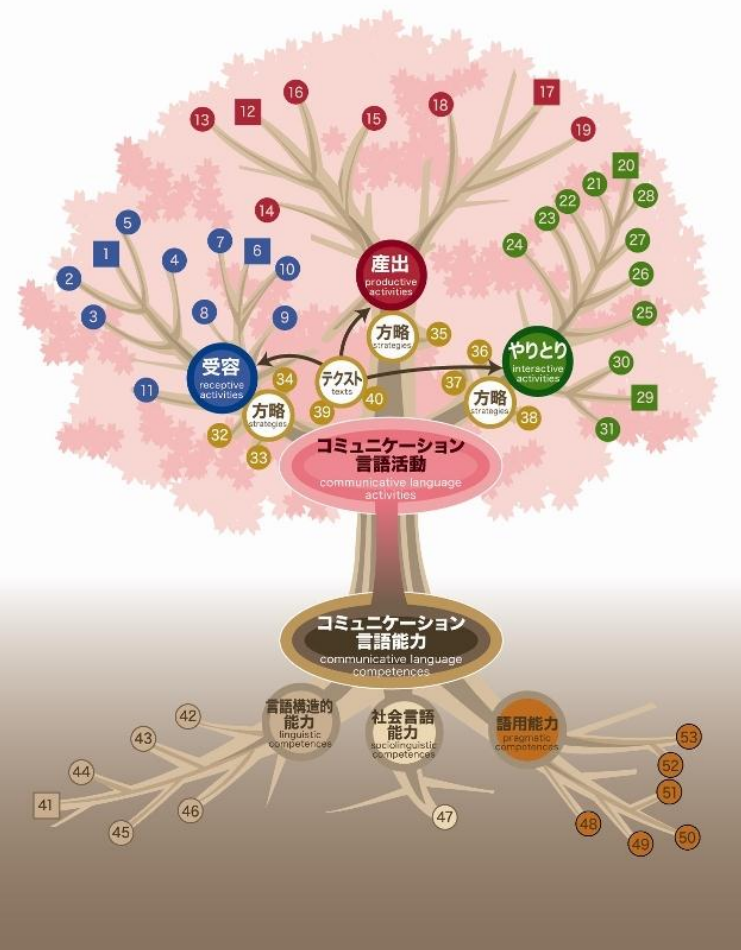 16
17
12
18
13
15
19
20
21
28
22
14
23
5
7
6
24
27
1
4
10
2
産出
productive
activities
26
3
8
9
25
方略
strategies
35
36
やりとり
interactive
activities
30
受容
receptive
activities
34
テクスト
texts
37
11
40
29
方略
strategies
39
方略
strategies
38
32
31
33
コミュニケーション
言語活動
communicative language
activities
コミュニケーション
言語能力
communicative language
competences
言語構造的
能力
linguistic
competences
社会言語
能力
sociolinguistic
competences
語用能力
pragmatic
competences
42
43
53
44
52
51
41
46
47
45
48
49
50